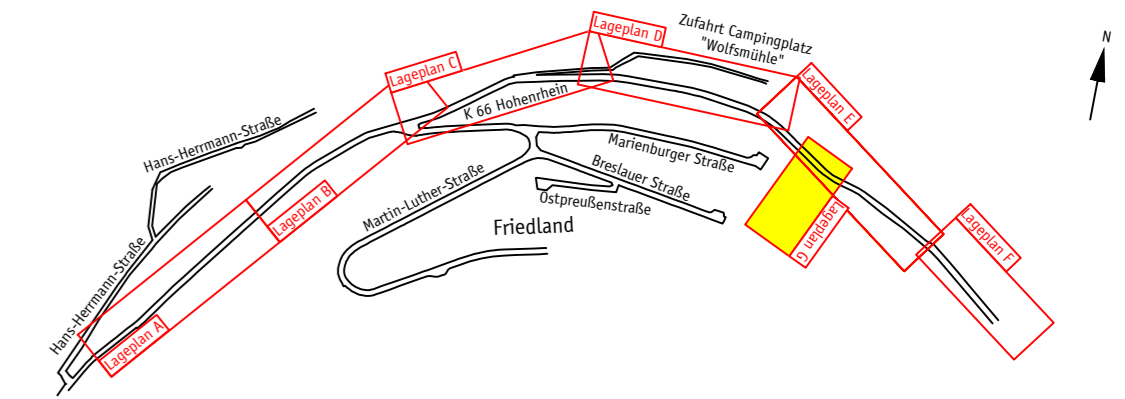 Zufahrt Campingplatz
"Wolfsmühle"
N
Lageplan D
Lageplan C
Lageplan E
K 66 Hohenrhein
Hans-Herrmann-Straße
Marienburger Straße
Breslauer Straße
Martin-Luther-Straße
Ostpreußenstraße
Lageplan B
Friedland
Lageplan G
Lageplan F
Hans-Herrmann-Straße
Lageplan A